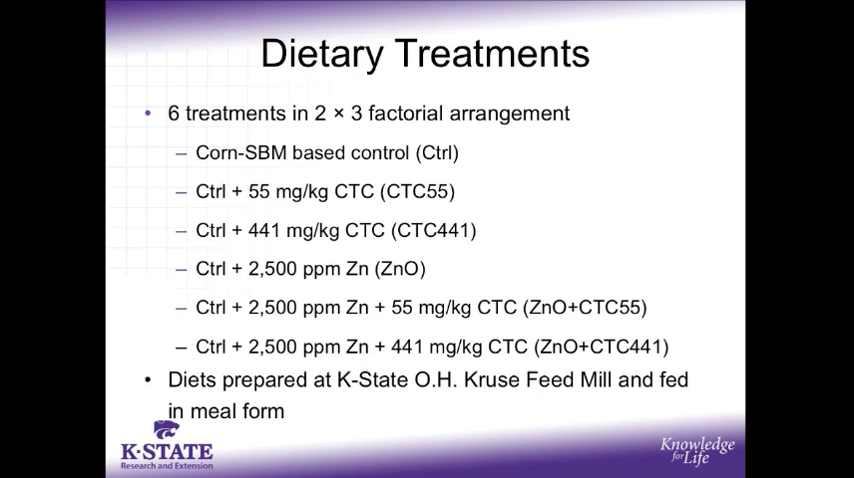 Dietary Treatments
• 6 treatments in 2 × 3 factorial arrangement
– Corn-SBM based control (Ctrl)
– Ctrl + 55 mg/kg CTC (CTC55)
– Ctrl + 441 mg/kg CTC (CTC441)
– Ctrl + 2,500 ppm Zn (ZnO)
– Ctrl + 2,500 ppm Zn + 55 mg/kg CTC (ZnO+CTC55)
– Ctrl + 2,500 ppm Zn + 441 mg/kg CTC (ZnO+CTC441)
• Diets prepared at K-State O.H. Kruse Feed Mill and fed
in meal form
K-STATE
Research and Extension
Knowledge
for Life